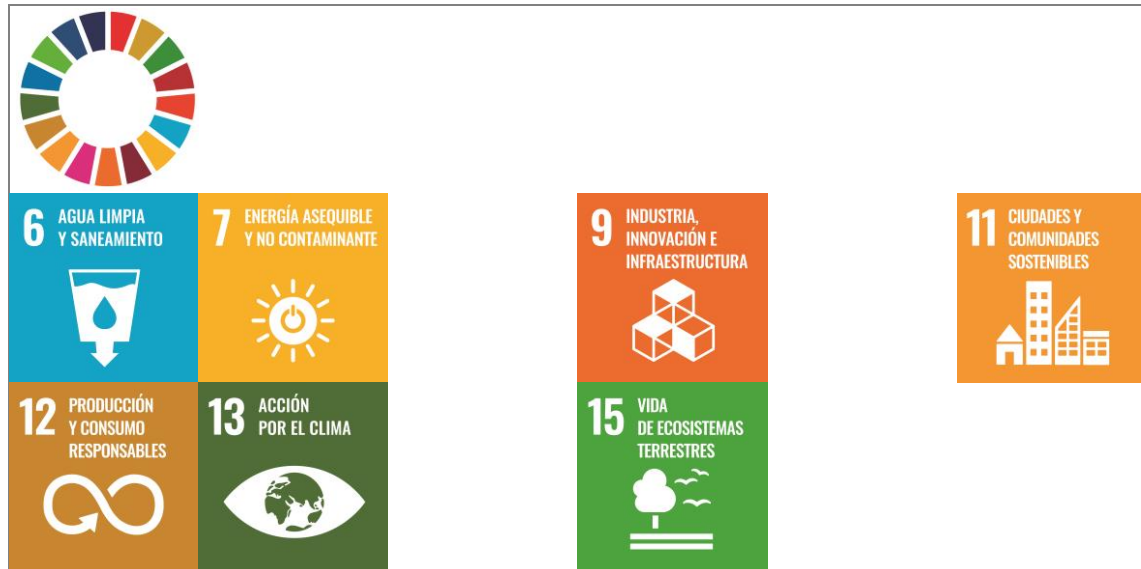 6 AGUA LIMPIA
Y SANEAMIENTO
7 ENERGÍA ASEQUIBLE
Y NO CONTAMINANTE
9 INDUSTRIA,
INNOVACIÓN E
INFRAESTRUCTURA
11 CIUDADES Y
COMUNIDADES
SOSTENIBLES
12 PRODUCCIÓN
Y CONSUMO
RESPONSABLES
13 ACCIÓN
POR EL CLIMA
15 VIDA
DE ECOSISTEMAS
TERRESTRES